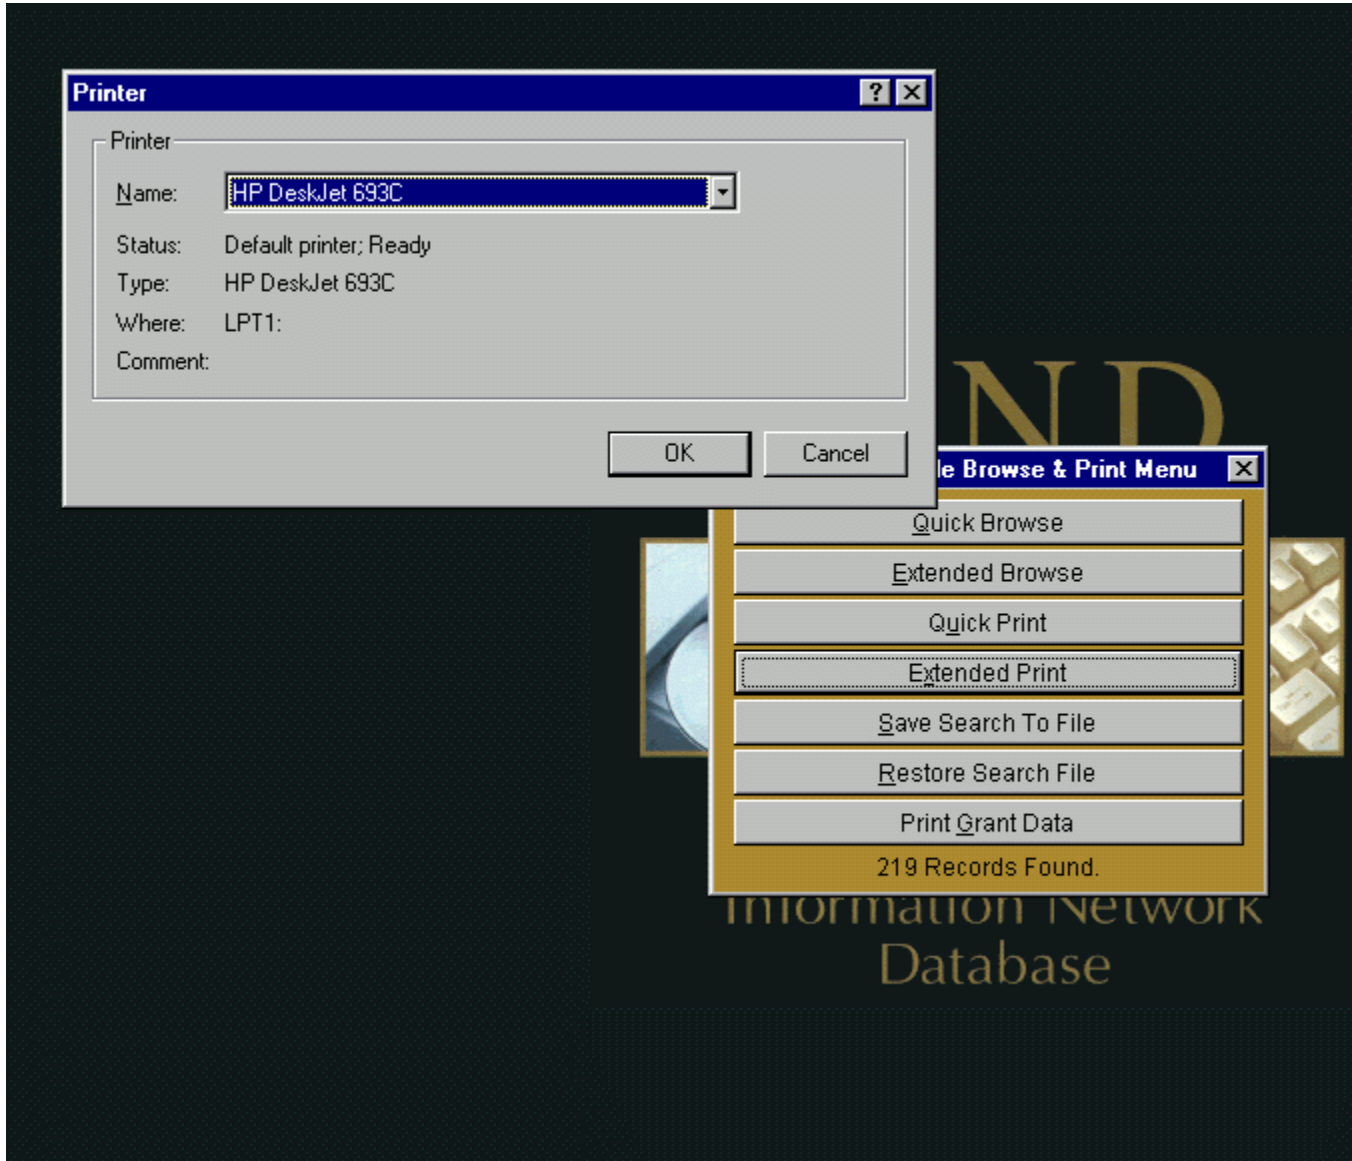 Printer
Printer
Name: HP DeskJet 693C
Status: Default printer; Ready
Type: HP DeskJet 693C
Where: LPT1:
Comment:
OK Cancel
ND
Browse & Print Menu
Quick Browse
Extended Browse
Quick Print
Extended Print
Save Search To File
Restore Search File
Print Grant Data
219 Records Found.
Information Network
Database